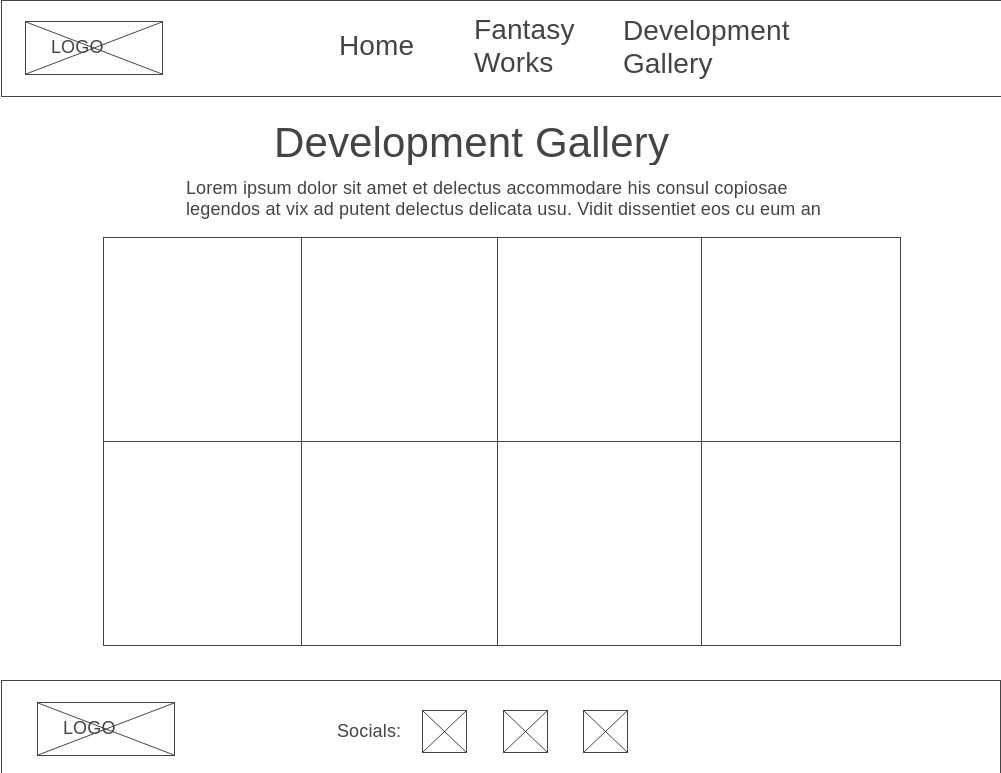 LOGO
Home
Fantasy
Works
Development
Gallery
Development Gallery
Lorem ipsum dolor sit amet et delectus accommodare his consul copiosae
legendos at vix ad putent delectus delicata usu. Vidit dissentiet eos cu eum an
LOGO
Socials: